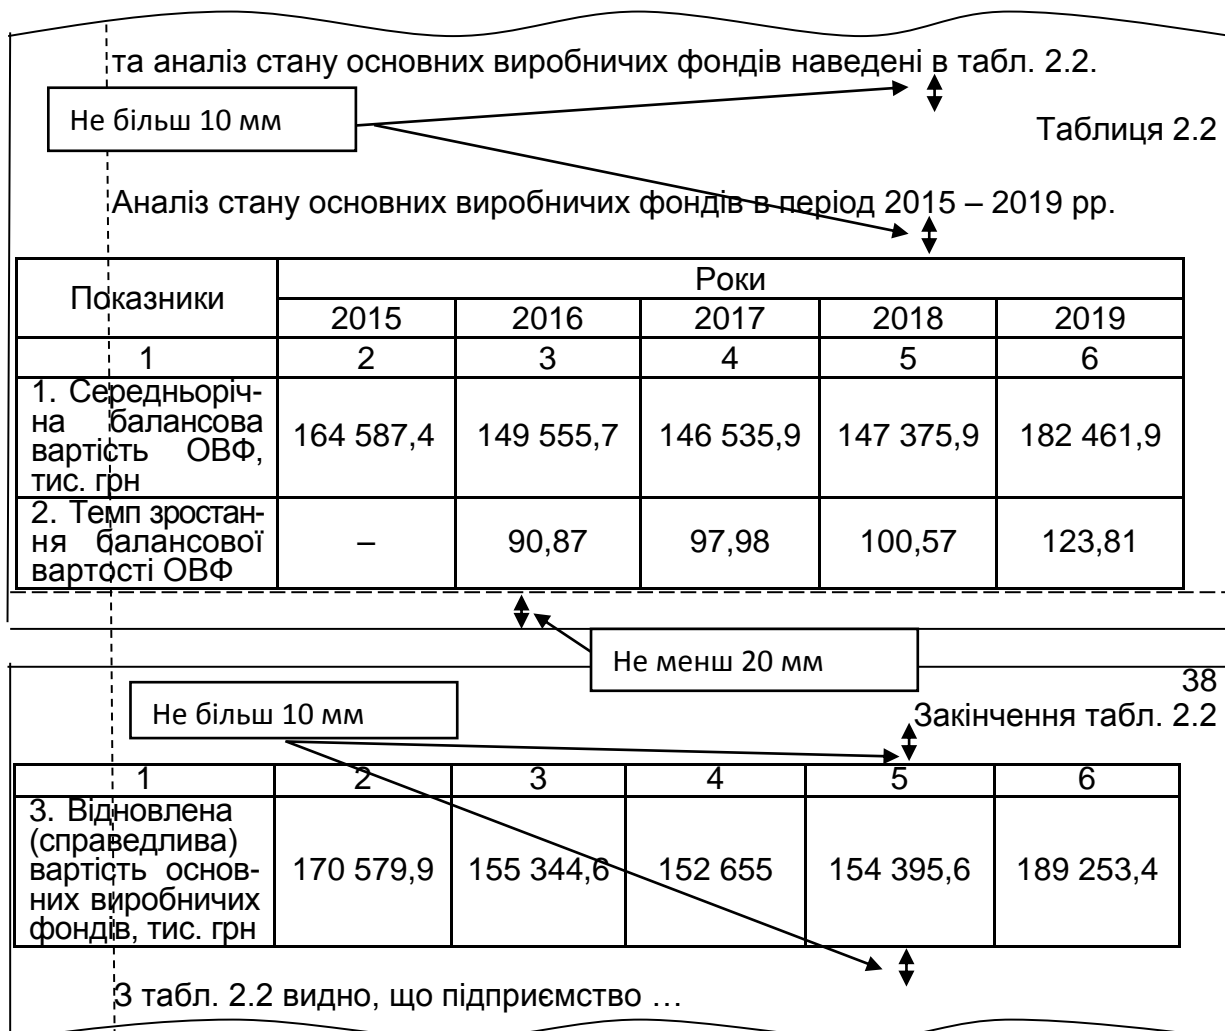 та аналіз стану основних виробничих фондів наведені в табл. 2.2.
Не більш 10 мм
Таблиця 2.2
Аналіз стану основних виробничих фондів в період 2015 – 2019 рр.
Показники
Роки
2015 2016 2017 2018 2019
1 2 3 4 5 6
1. Середньоріч-
на балансова
вартість ОВФ,
тис. грн
164 587,4 149 555,7 146 535,9 147 375,9 182 461,9
2. Темп зростан-
ня балансової
вартості ОВФ
– 90,87 97,98 100,57 123,81
Не менш 20 мм
38
Не більш 10 мм
Закінчення табл. 2.2
1 2 3 4 5 6
3. Відновлена
(справедлива)
вартість основ-
них виробничих
фондів, тис. грн
170 579,9 155 344,6 152 655 154 395,6 189 253,4
З табл. 2.2 видно, що підприємство …